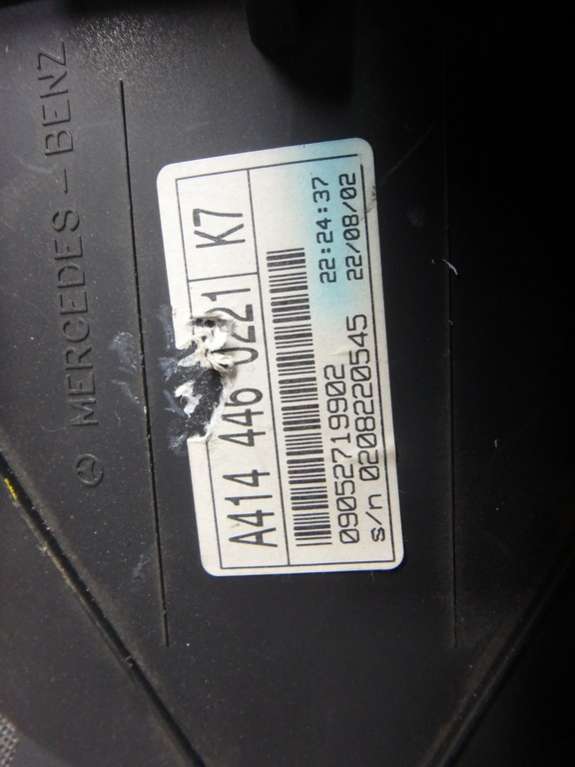 MERCEDES-BENZ
A414 446 0221 K7
22:24:37
09052719902 22/08/02
s/n 0208220545